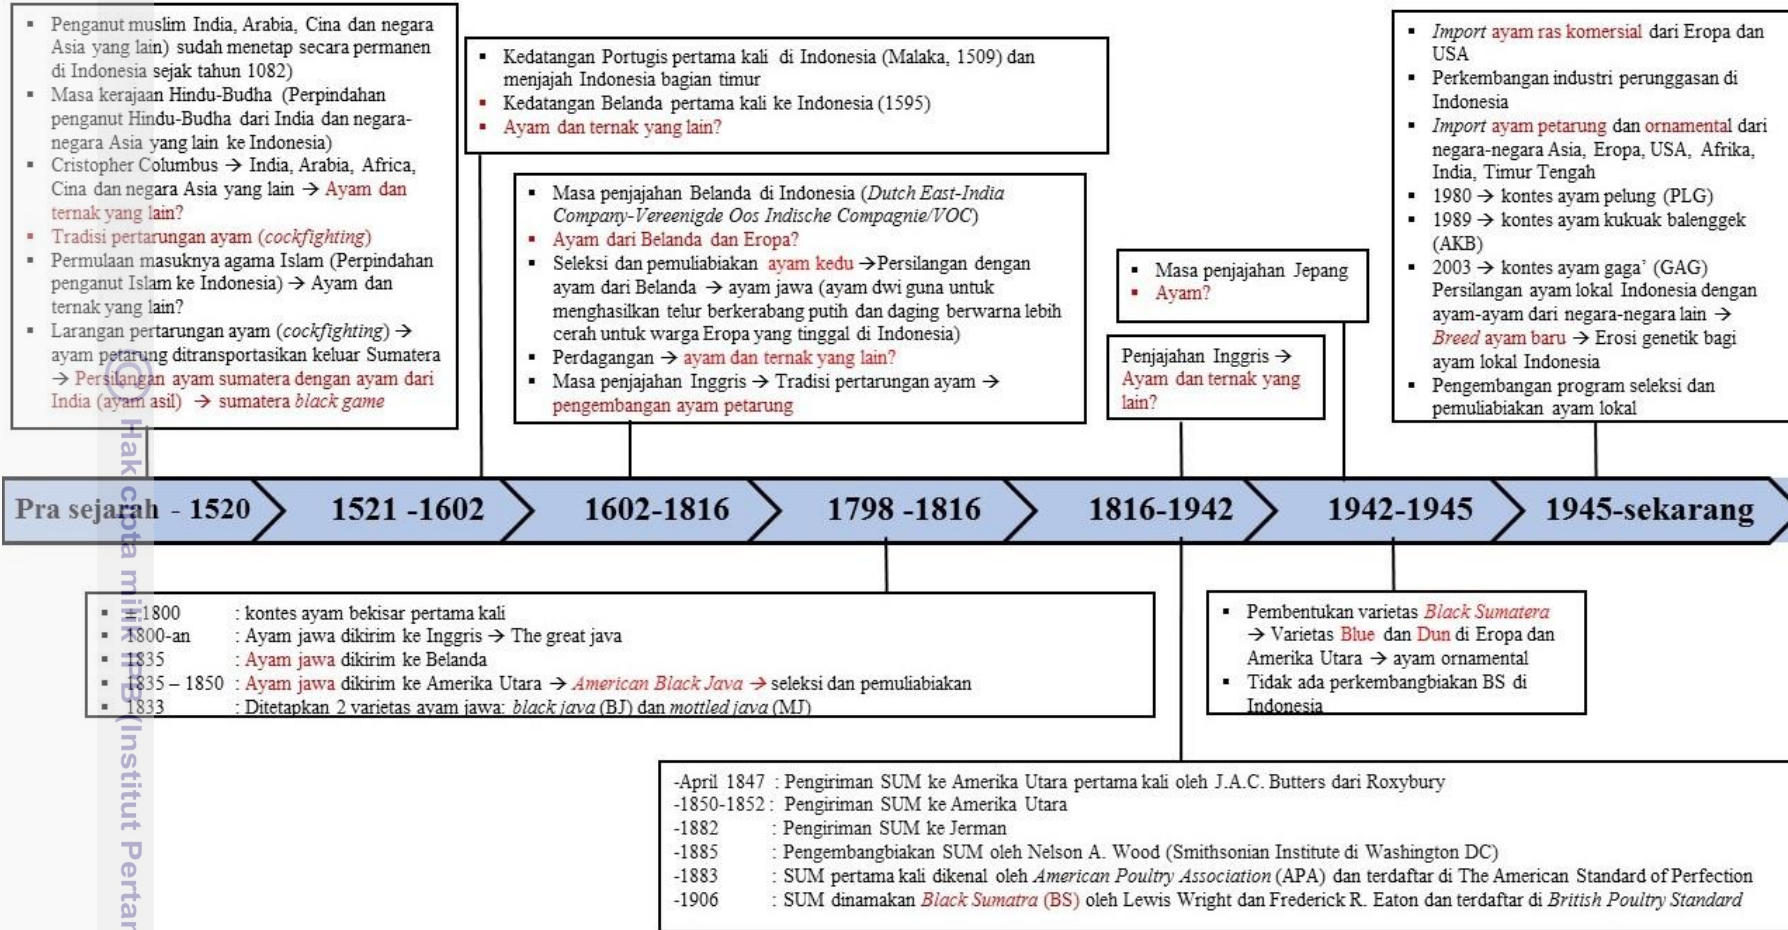 ▪ Penganut muslim India, Arabia, Cina dan negara
Asia yang lain) sudah menetap secara permanen
di Indonesia sejak tahun 1082)
▪ Masa kerajaan Hindu-Budha (Perpindahan
penganut Hindu-Budha dari India dan negara-
negara Asia yang lain ke Indonesia)
▪ Cristopher Columbus → India, Arabia, Africa,
Cina dan negara Asia yang lain → Ayam dan
ternak yang lain?
▪ Tradisi pertarungan ayam (cockfighting)
▪ Permulaan masuknya agama Islam (Perpindahan
penganut Islam ke Indonesia) → Ayam dan
ternak yang lain?
▪ Larangan pertarungan ayam (cockfighting) →
ayam petarung ditransportasikan keluar Sumatera
→ Persilangan ayam sumatera dengan ayam dari
India (ayam asil) → sumatera black game
▪ Kedatangan Portugis pertama kali di Indonesia (Malaka, 1509) dan
menjajah Indonesia bagian timur
▪ Kedatangan Belanda pertama kali ke Indonesia (1595)
▪ Ayam dan ternak yang lain?
▪ Masa penjajahan Belanda di Indonesia (Dutch East-India
Company-Vereenigde Oos Indische Compagnie/VOC)
▪ Ayam dari Belanda dan Eropa?
▪ Seleksi dan pemuliabiakan ayam kedu → Persilangan dengan
ayam dari Belanda → ayam jawa (ayam dwi guna untuk
menghasilkan telur berkerabang putih dan daging berwarna lebih
cerah untuk warga Eropa yang tinggal di Indonesia)
▪ Perdagangan → ayam dan ternak yang lain?
▪ Masa penjajahan Inggris → Tradisi pertarungan ayam →
pengembangan ayam petarung
▪ Masa penjajahan Jepang
▪ Ayam?
Penjajahan Inggris →
Ayam dan ternak yang
lain?
▪ Import ayam ras komersial dari Eropa dan
USA
▪ Perkembangan industri perunggasan di
Indonesia
▪ Import ayam petarung dan ornamental dari
negara-negara Asia, Eropa, USA, Afrika,
India, Timur Tengah
▪ 1980 → kontes ayam pelung (PLG)
▪ 1989 → kontes ayam kukuak balenggek
(AKB)
▪ 2003 → kontes ayam gaga’ (GAG)
Persilangan ayam lokal Indonesia dengan
ayam-ayam dari negara-negara lain →
Breed ayam baru → Erosi genetik bagi
ayam lokal Indonesia
▪ Pengembangan program seleksi dan
pemuliabiakan ayam lokal
Pra sejarah - 1520
1521 -1602
1602-1816
1798 -1816
1816-1942
1942-1945
1945-sekarang
▪ ± 1800 : kontes ayam bekisar pertama kali
▪ 1800-an : Ayam jawa dikirim ke Inggris → The great java
▪ 1835 : Ayam jawa dikirim ke Belanda
▪ 1835 – 1850 : Ayam jawa dikirim ke Amerika Utara → American Black Java → seleksi dan pemuliabiakan
▪ 1833 : Ditetapkan 2 varietas ayam jawa: black java (BJ) dan mottled java (MJ)
▪ Pembentukan varietas Black Sumatera
→ Varietas Blue dan Dun di Eropa dan
Amerika Utara → ayam ornamental
▪ Tidak ada perkembangbiakan BS di
Indonesia
-April 1847 : Pengiriman SUM ke Amerika Utara pertama kali oleh J.A.C. Butters dari Roxybury
-1850-1852 : Pengiriman SUM ke Amerika Utara
-1882 : Pengiriman SUM ke Jerman
-1885 : Pengembangbiakan SUM oleh Nelson A. Wood (Smithsonian Institute di Washington DC)
-1883 : SUM pertama kali dikenal oleh American Poultry Association (APA) dan terdaftar di The American Standard of Perfection
-1906 : SUM dinamakan Black Sumatra (BS) oleh Lewis Wright dan Frederick R. Eaton dan terdaftar di British Poultry Standard
© Hak cipta milik IPB (Institut Pertan